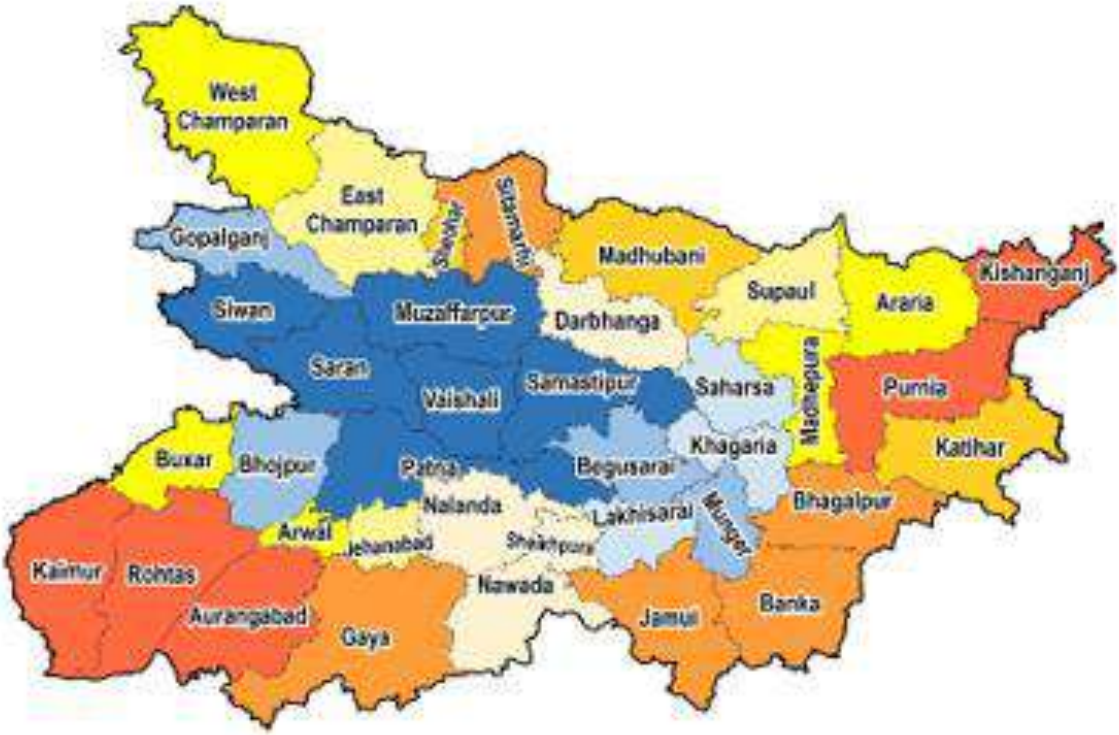 West
Champaran
East
Champaran
Sheohar
Sitamarhi
Gopalganj
Madhubani
Kishanganj
Supaul
Araria
Siwan
Muzaffarpur
Darbhanga
Saran
Vaishali
Samastipur
Saharsa
Madhepura
Purnia
Khagaria
Katihar
Buxar
Bhojpur
Patna
Begusarai
Nalanda
Lakhisarai
Munger
Bhagalpur
Arwal
jehanabad
Sheikhpura
Kaimur
Rohtas
Aurangabad
Gaya
Nawada
Jamui
Banka